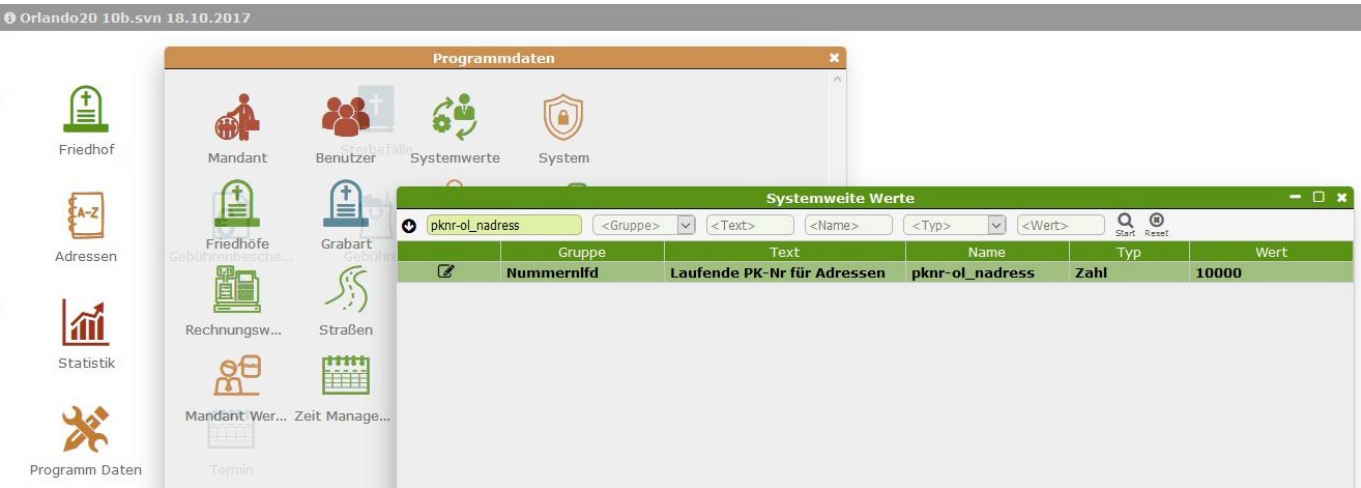 Orlando20 10b.svn 18.10.2017
Programmdaten
Friedhof
Adressen
A-Z
Statistik
Programm Daten
Mandant
Benutzer
Sterbefälle
Systemwerte
System
Friedhöfe
Grabart
Gebührenbesche...
Gebühre
Rechnungsw...
Straßen
Mandant Wer...
Zeit Manage...
Termin
Systemweite Werte
pknr-ol_nadress <Gruppe> <Text> <Name> <Typ> <Wert> Start Reset
Gruppe Text Name Typ Wert
Nummernlfd Laufende PK-Nr für Adressen pknr-ol_nadress Zahl 10000